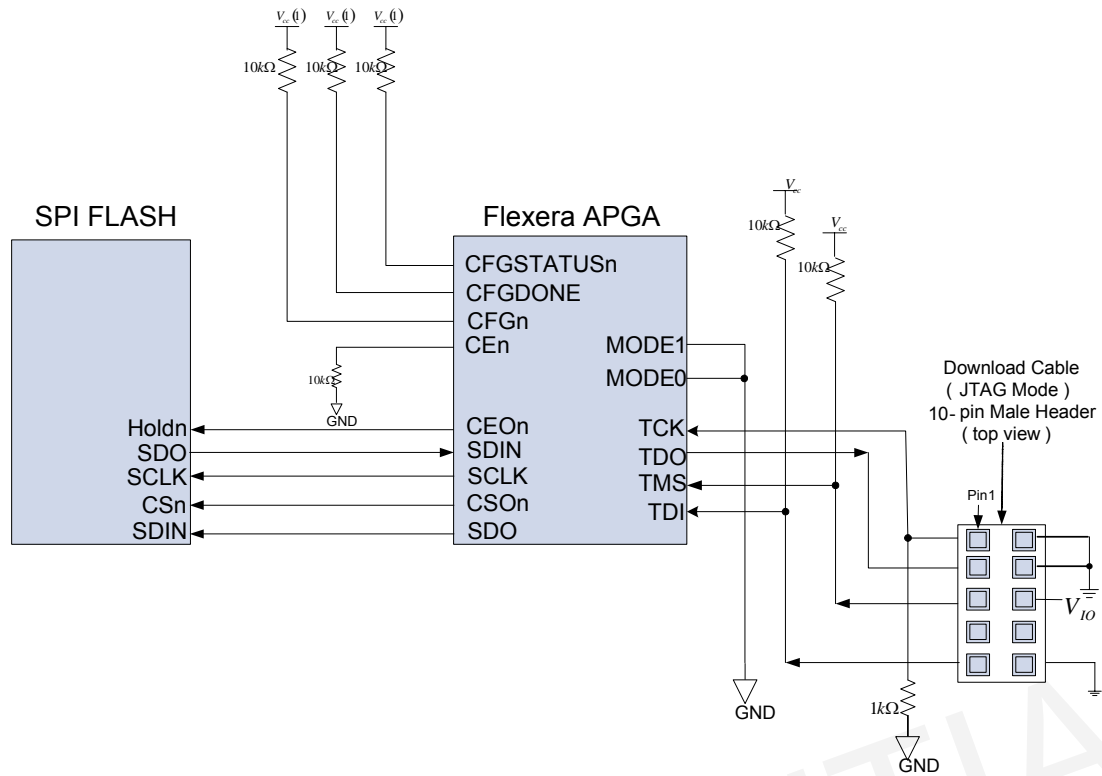 Vcc(1) Vcc(1) Vcc(1)
10kΩ 10kΩ 10kΩ
SPI FLASH
Flexera APGA
Vcc
10kΩ
Vcc
10kΩ
CFGSTATUSn
CFGDONE
CFGn
CEn
MODE1
MODE0
10kΩ
GND
Download Cable
( JTAG Mode )
10- pin Male Header
( top view )
Holdn
SDO
SCLK
CSn
SDIN
CEOn
SDIN
SCLK
CSOn
SDO
TCK
TDO
TMS
TDI
Pin1
VIO
GND
1kΩ
GND